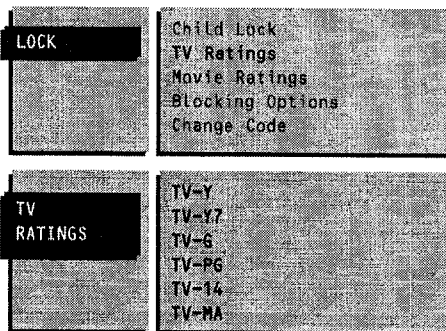 LOCK
Child Lock
TV Ratings
Movie Ratings
Blocking Options
Change Code
TV
RATINGS
TV-Y
TV-Y7
TV-G
TV-PG
TV-14
TV-MA